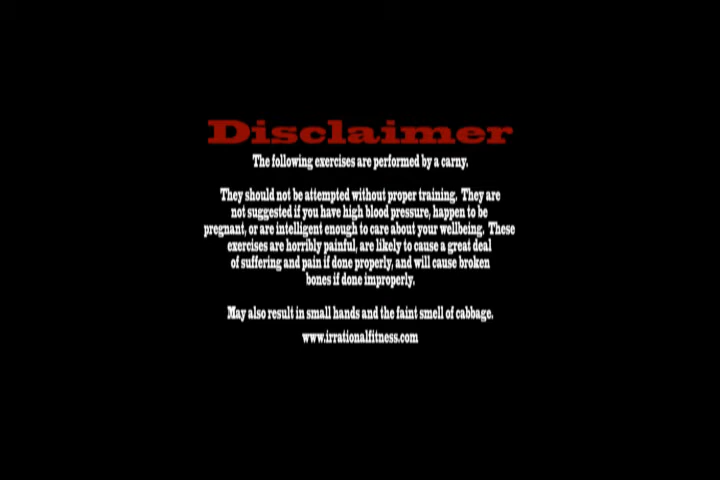 Disclaimer
The following exercises are performed by a carny.
They should not be attempted without proper training. They are
not suggested if you have high blood pressure, happen to be
pregnant, or are intelligent enough to care about your wellbeing. These
exercises are horribly painful, are likely to cause a great deal
of suffering and pain if done properly, and will cause broken
bones if done improperly.
May also result in small hands and the faint smell of cabbage.
www.irrationalfitness.com